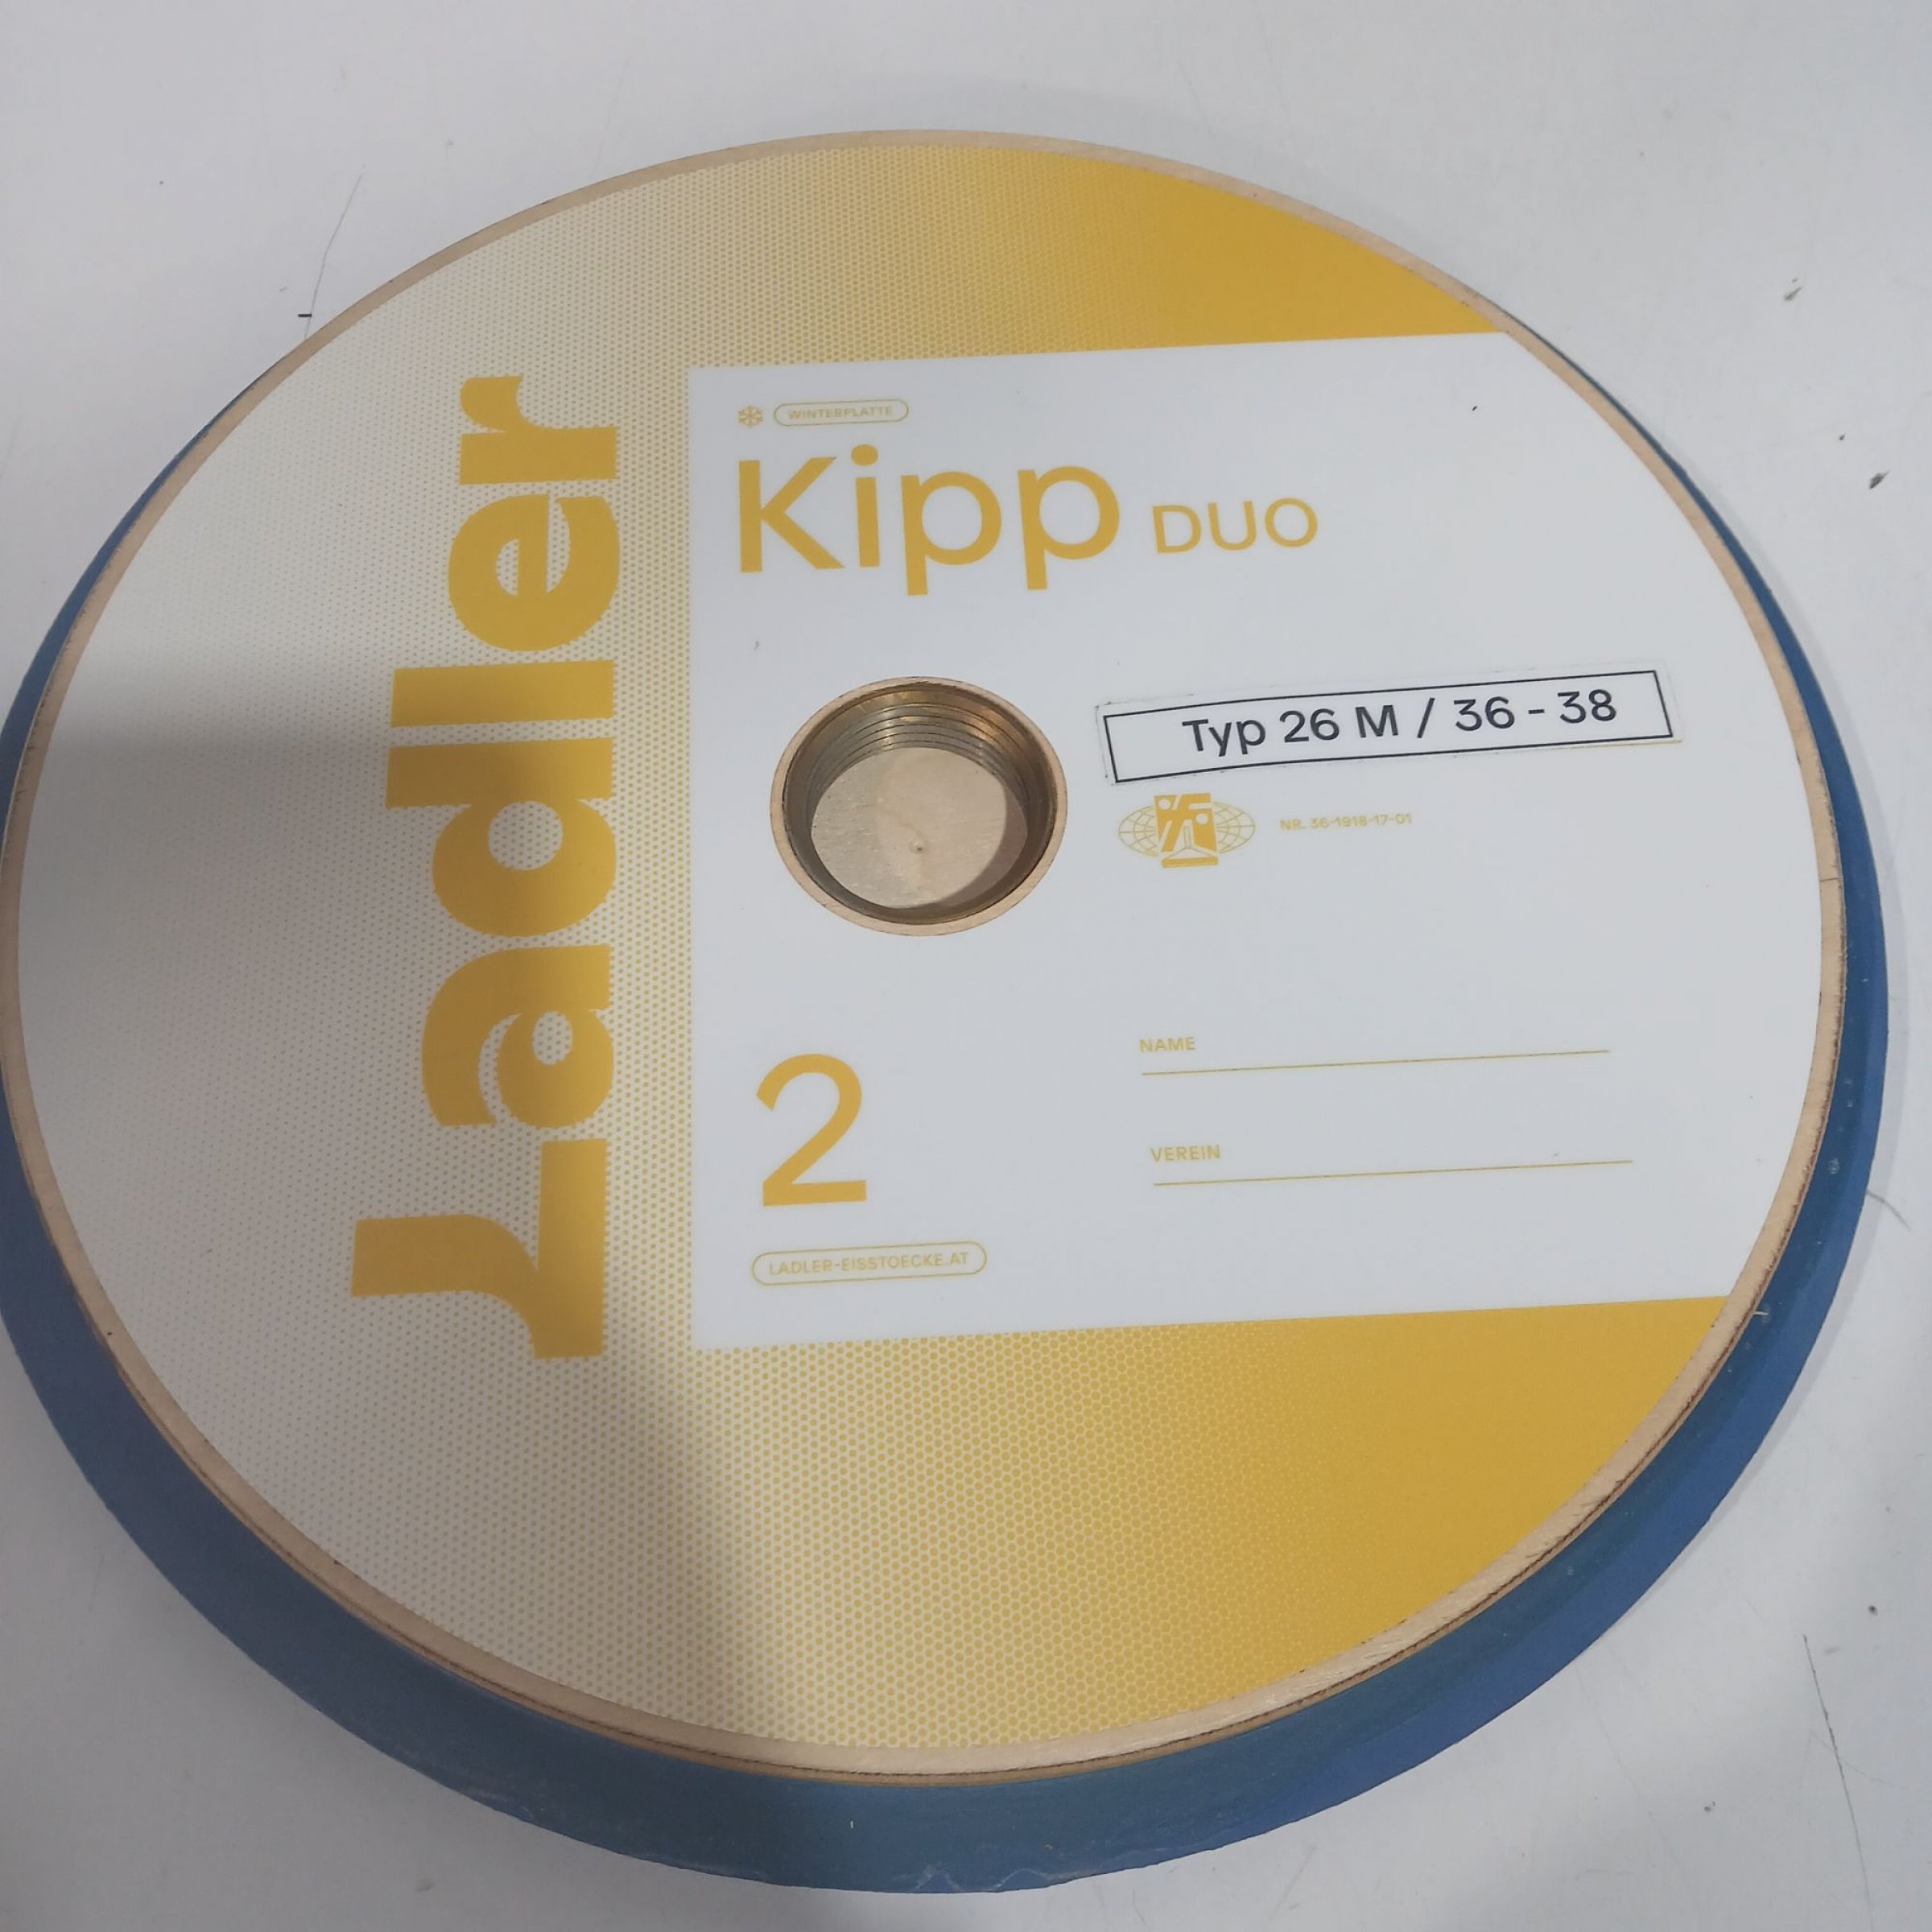 Ladler
WINTERPLATTE
Kipp DUO
Typ 26 M / 36 - 38
NR. 36-1918-17-01
NAME
VEREIN
2
LADLER-EISSTOECKE.AT